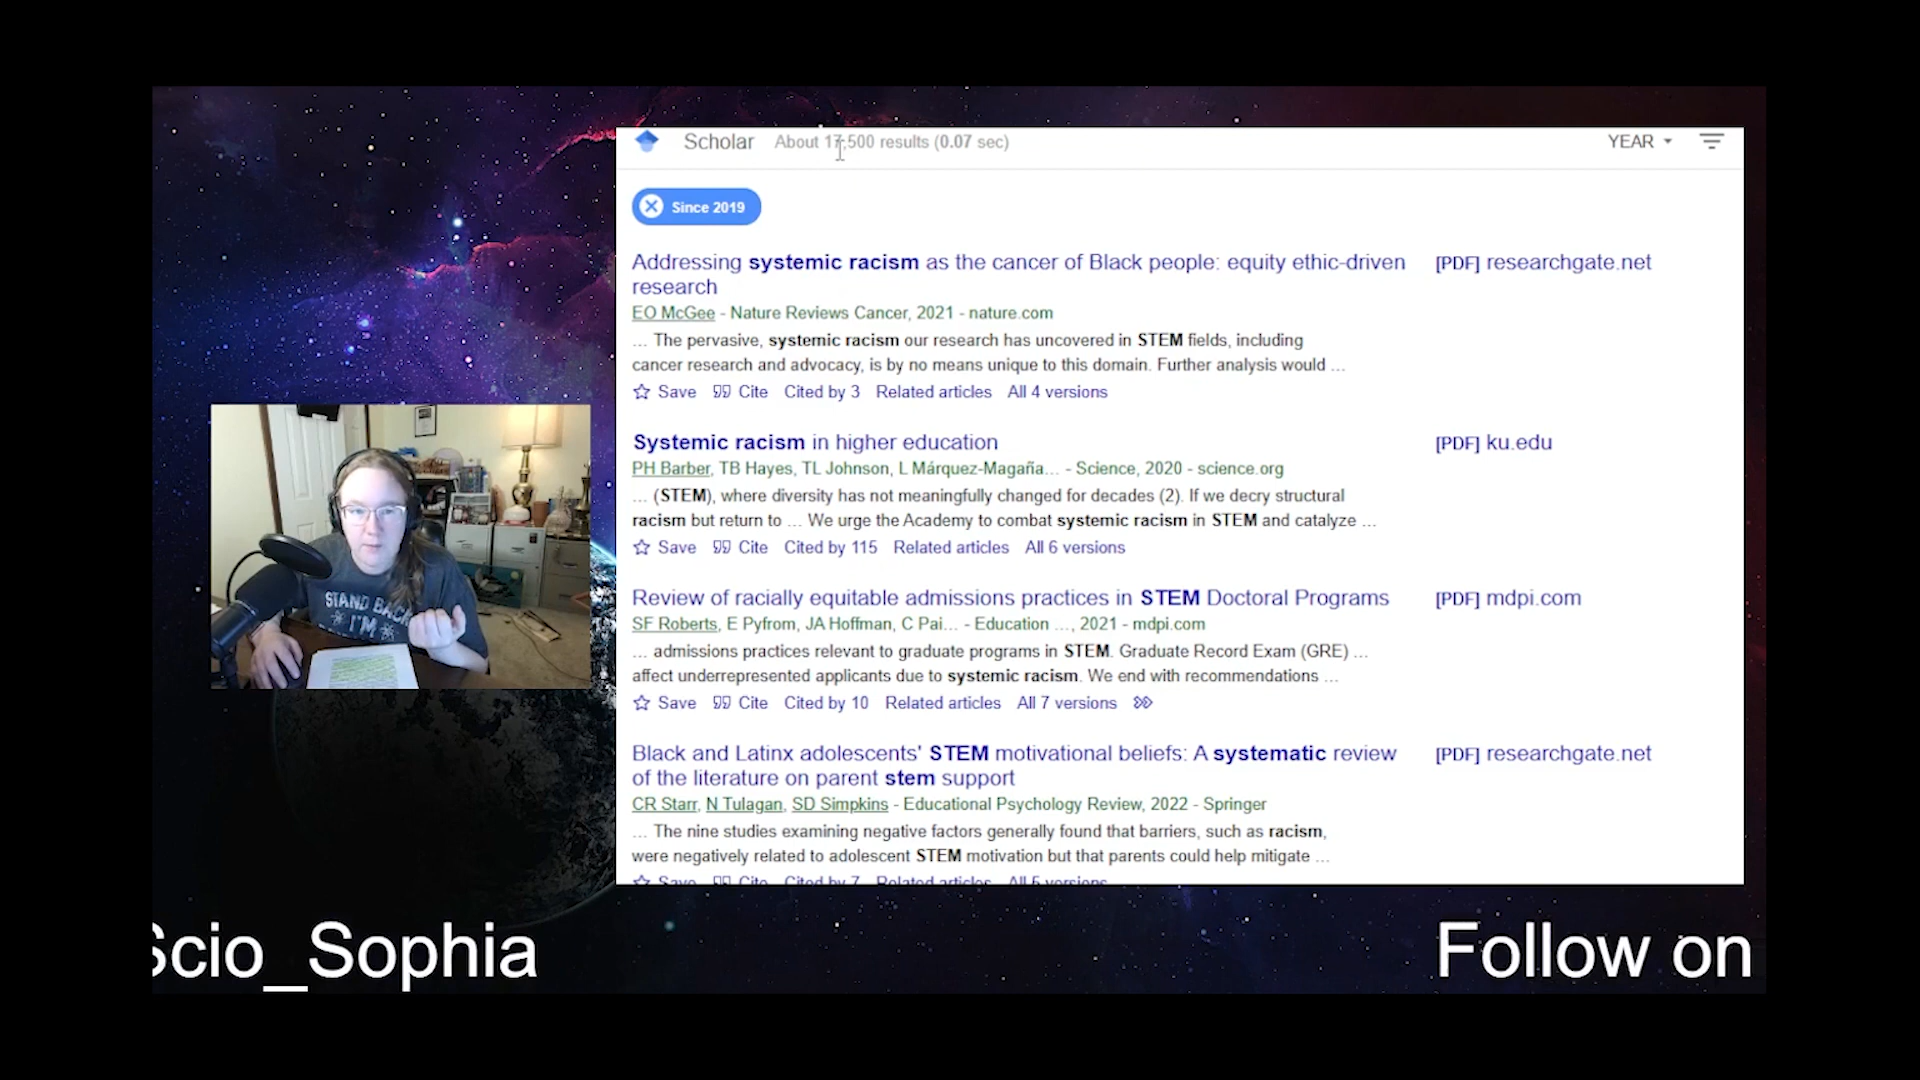 Scholar About 17,500 results (0.07 sec) YEAR
Since 2019
Addressing systemic racism as the cancer of Black people: equity ethic-driven [PDF] researchgate.net
research
EO McGee - Nature Reviews Cancer, 2021 - nature.com
... The pervasive, systemic racism our research has uncovered in STEM fields, including
cancer research and advocacy, is by no means unique to this domain. Further analysis would ...
Save Cite Cited by 3 Related articles All 4 versions
Systemic racism in higher education [PDF] ku.edu
PH Barber, TB Hayes, TL Johnson, L Márquez-Magaña... - Science, 2020 - science.org
... (STEM), where diversity has not meaningfully changed for decades (2). If we decry structural
racism but return to ... We urge the Academy to combat systemic racism in STEM and catalyze ...
Save Cite Cited by 115 Related articles All 6 versions
Review of racially equitable admissions practices in STEM Doctoral Programs [PDF] mdpi.com
SF Roberts, E Pyfrom, JA Hoffman, C Pai... - Education ..., 2021 - mdpi.com
... admissions practices relevant to graduate programs in STEM. Graduate Record Exam (GRE) ...
affect underrepresented applicants due to systemic racism. We end with recommendations ...
Save Cite Cited by 10 Related articles All 7 versions
Black and Latinx adolescents' STEM motivational beliefs: A systematic review [PDF] researchgate.net
of the literature on parent stem support
CR Starr, N Tulagan, SD Simpkins - Educational Psychology Review, 2022 - Springer
... The nine studies examining negative factors generally found that barriers, such as racism,
were negatively related to adolescent STEM motivation but that parents could help mitigate ...
Save Cite Cited by 7 Related articles All 5 versions
STAND BACK
I'M
Scio_Sophia Follow on